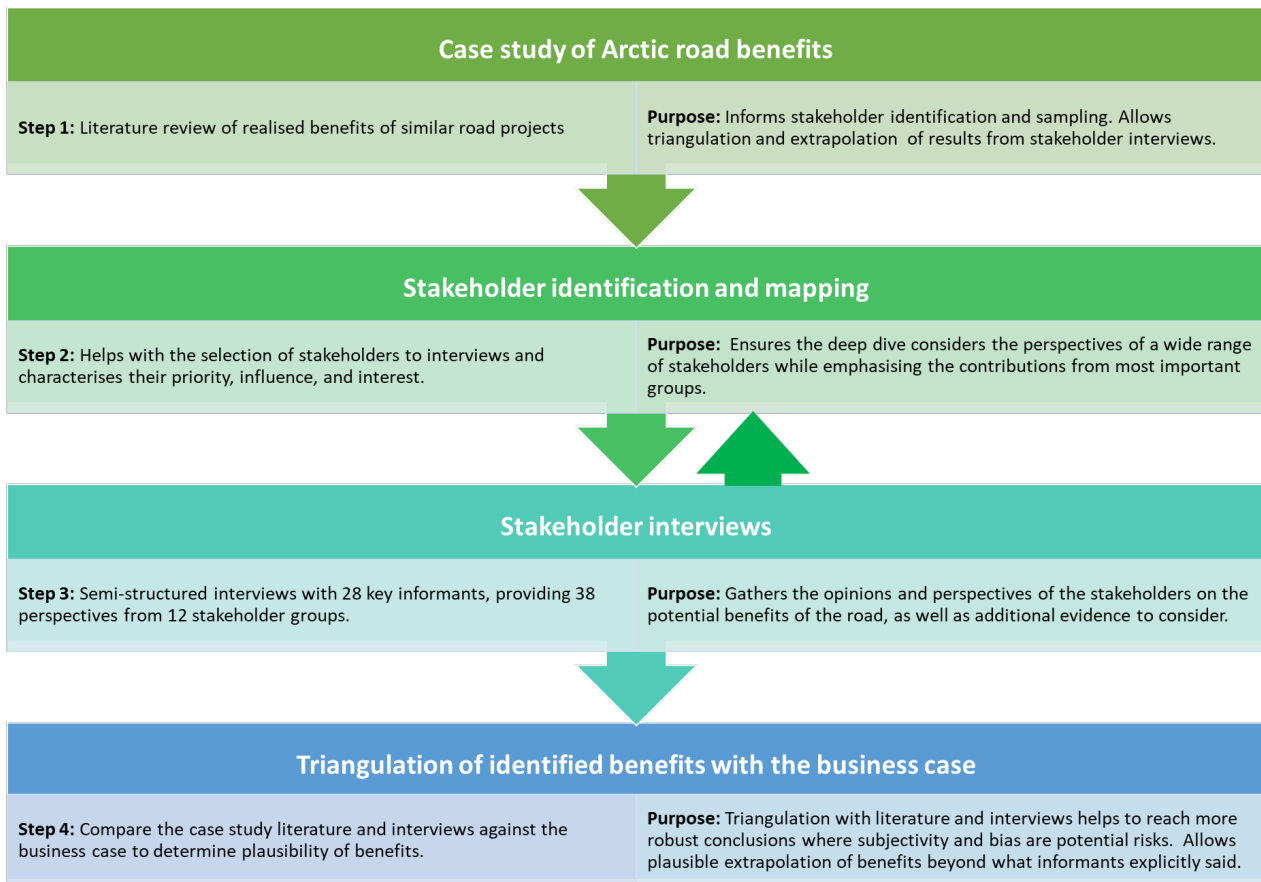 Case study of Arctic road benefits
Step 1: Literature review of realised benefits of similar road projects
Purpose: Informs stakeholder identification and sampling. Allows
triangulation and extrapolation of results from stakeholder interviews.
Stakeholder identification and mapping
Step 2: Helps with the selection of stakeholders to interviews and
characterises their priority, influence, and interest.
Purpose: Ensures the deep dive considers the perspectives of a wide range
of stakeholders while emphasising the contributions from most important
groups.
Stakeholder interviews
Step 3: Semi-structured interviews with 28 key informants, providing 38
perspectives from 12 stakeholder groups.
Purpose: Gathers the opinions and perspectives of the stakeholders on the
potential benefits of the road, as well as additional evidence to consider.
Triangulation of identified benefits with the business case
Step 4: Compare the case study literature and interviews against the
business case to determine plausibility of benefits.
Purpose: Triangulation with literature and interviews helps to reach more
robust conclusions where subjectivity and bias are potential risks. Allows
plausible extrapolation of benefits beyond what informants explicitly said.